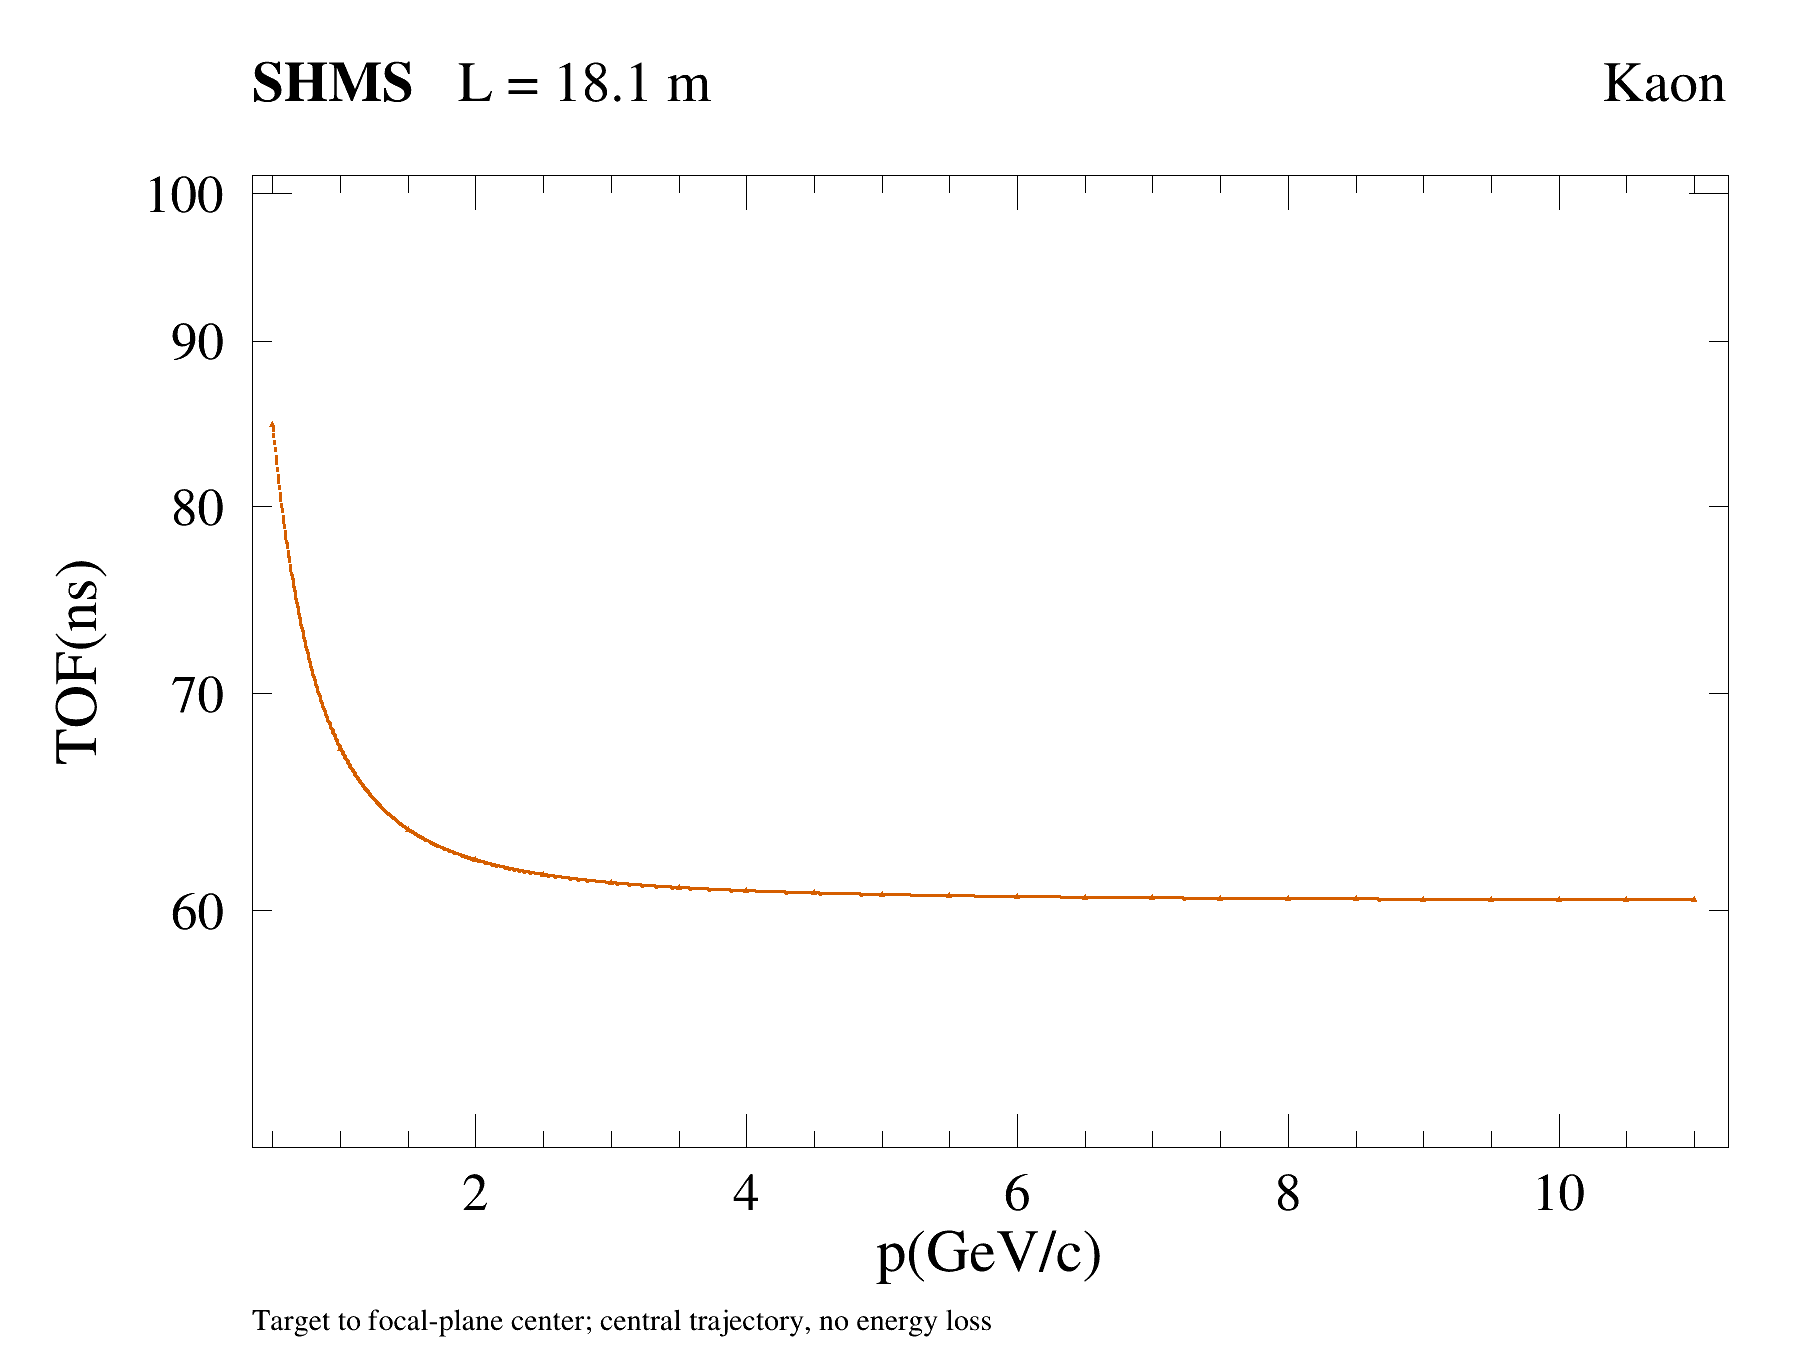 SHMS L = 18.1 m
Kaon
100
90
80
70
60
TOF(ns)
2 4 6 8 10
p(GeV/c)
Target to focal-plane center; central trajectory, no energy loss